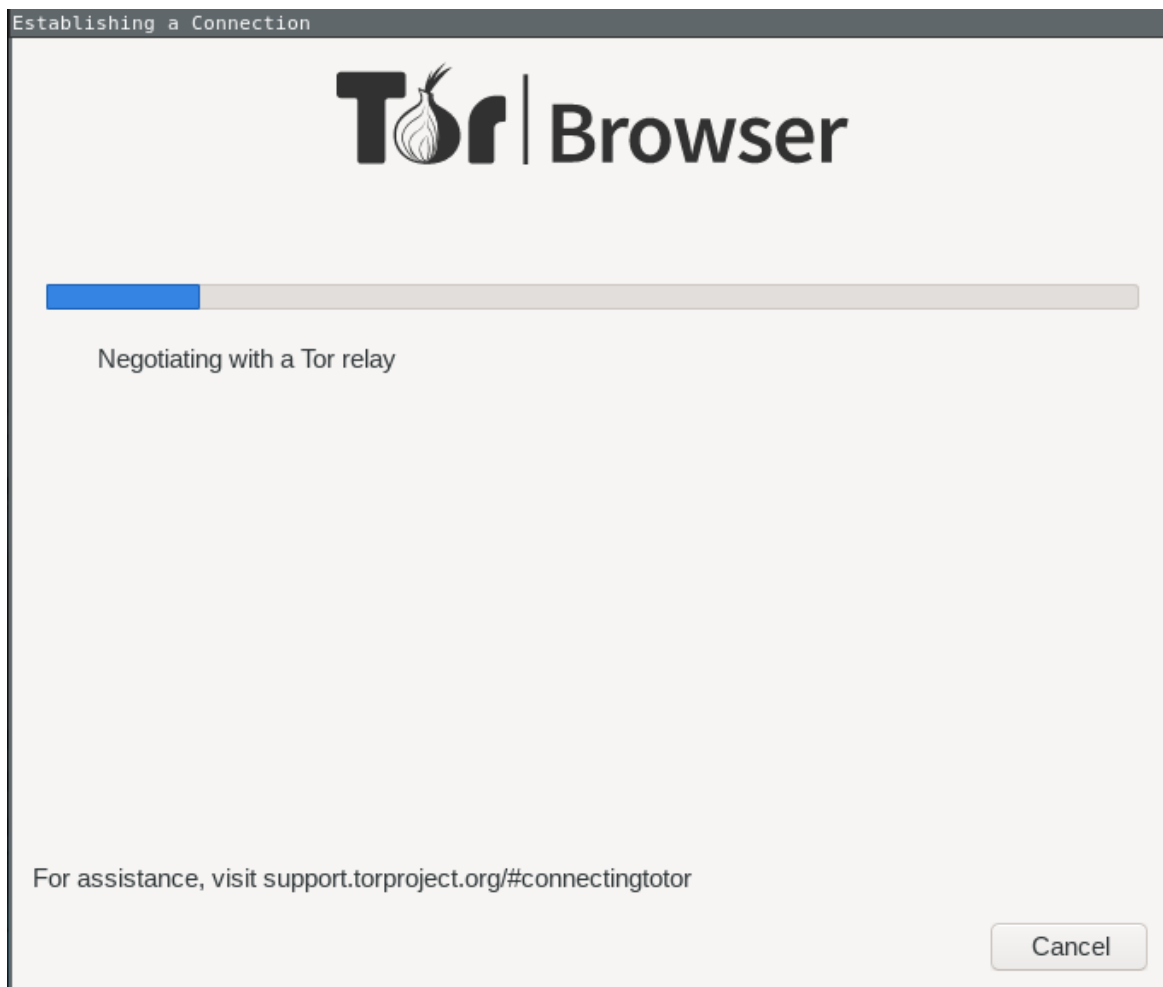 Establishing a Connection
Tor Browser
Negotiating with a Tor relay
For assistance, visit support.torproject.org/#connectingtotor
Cancel